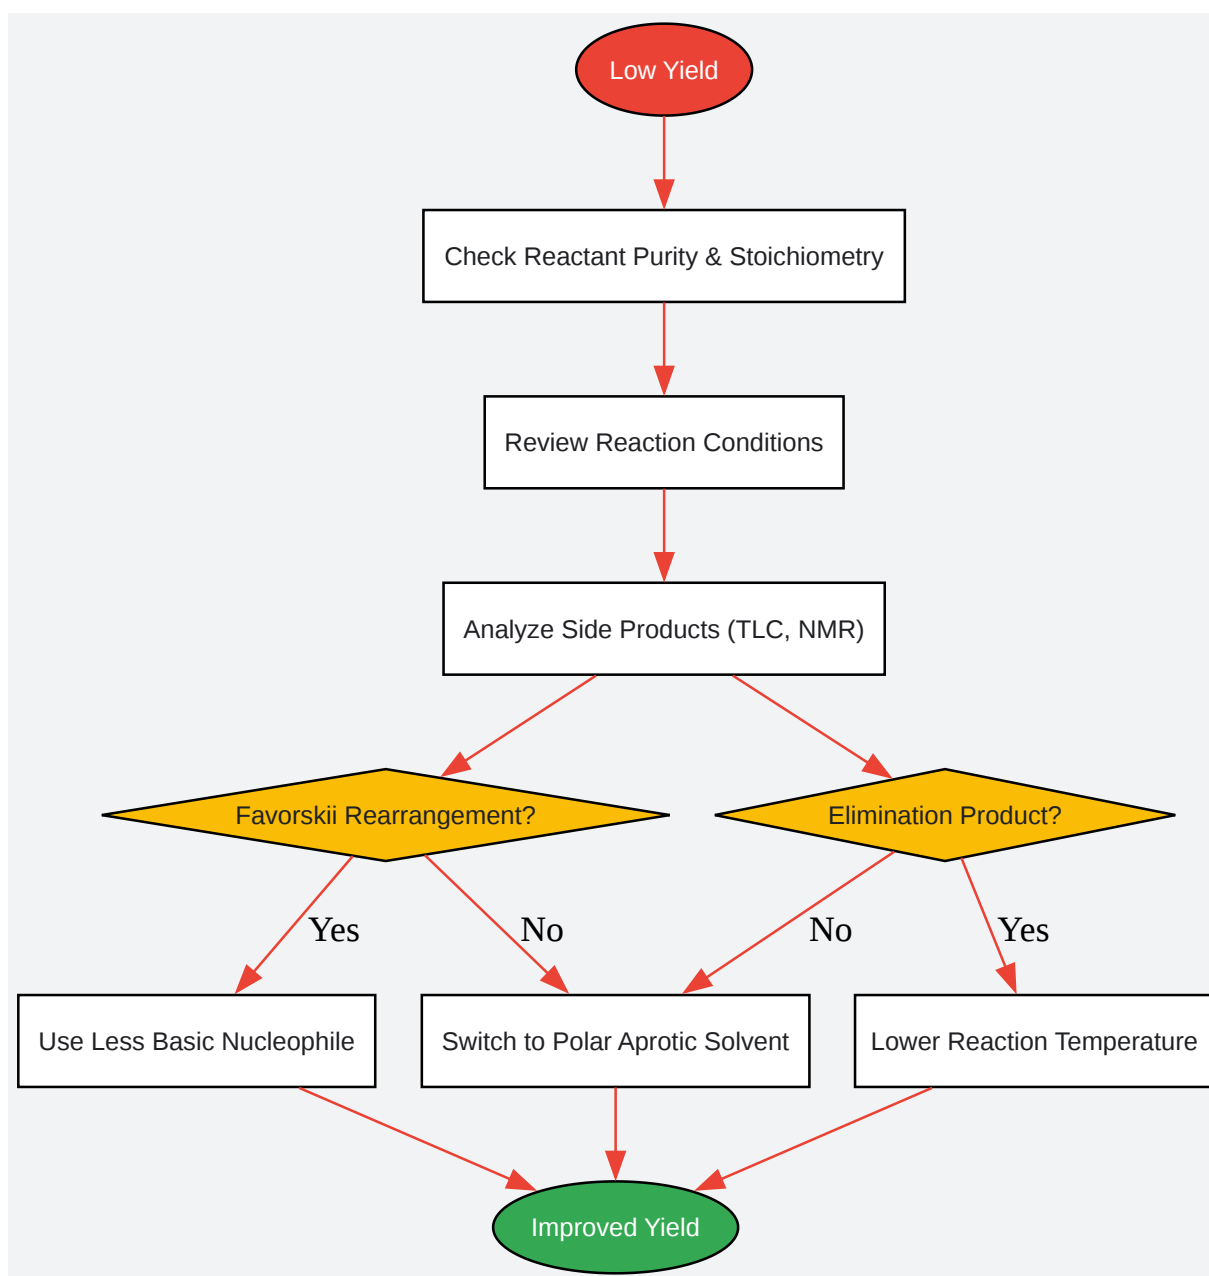 Low Yield
Check Reactant Purity & Stoichiometry
Review Reaction Conditions
Analyze Side Products (TLC, NMR)
Favorskii Rearrangement?
Elimination Product?
Yes
No
No
Yes
Use Less Basic Nucleophile
Switch to Polar Aprotic Solvent
Lower Reaction Temperature
Improved Yield